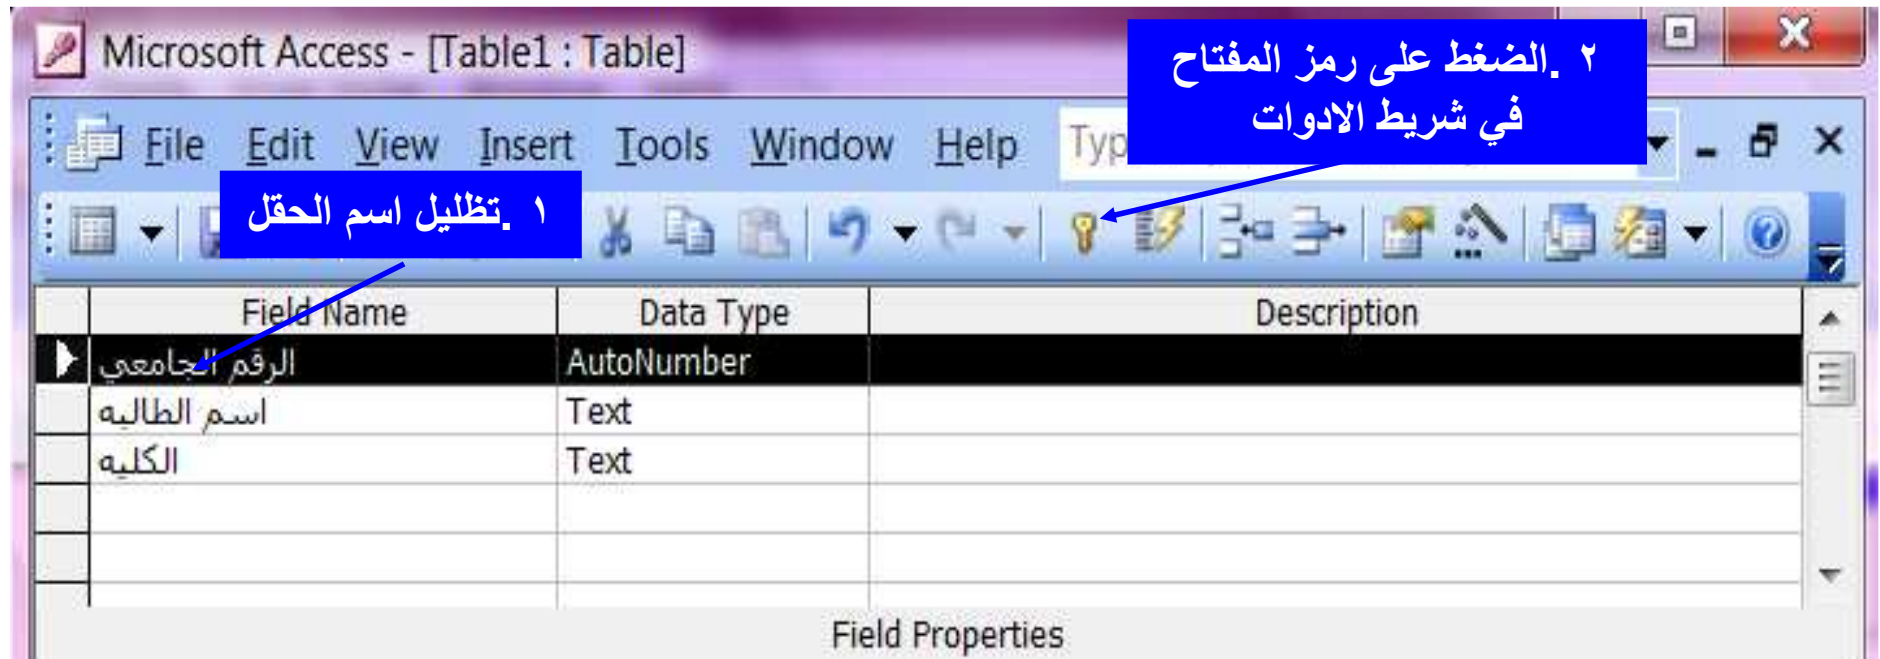 Microsoft Access - [Table1 : Table]
٢ .الضغط على رمز المفتاح
في شريط الادوات
File Edit View Insert Tools Window Help Typ
١ .تظليل اسم الحقل
Field Name Data Type Description
الرقم الجامعي AutoNumber
اسم الطالبه Text
الكليه Text
Field Properties